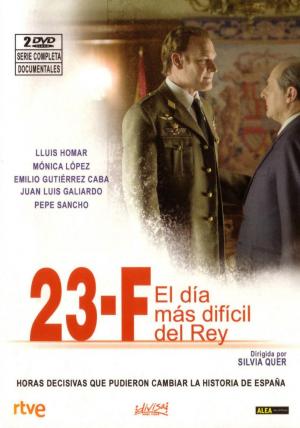 2 DVD
SERIE COMPLETA
DOCUMENTALES
LLUIS HOMAR
MÓNICA LÓPEZ
EMILIO GUTIÉRREZ CABA
JUAN LUIS GALIARDO
PEPE SANCHO
23-F El día
más difícil
del Rey
Dirigida por
SILVIA QUER
HORAS DECISIVAS QUE PUDIERON CAMBIAR LA HISTORIA DE ESPAÑA
rtve
divisa
ALEA